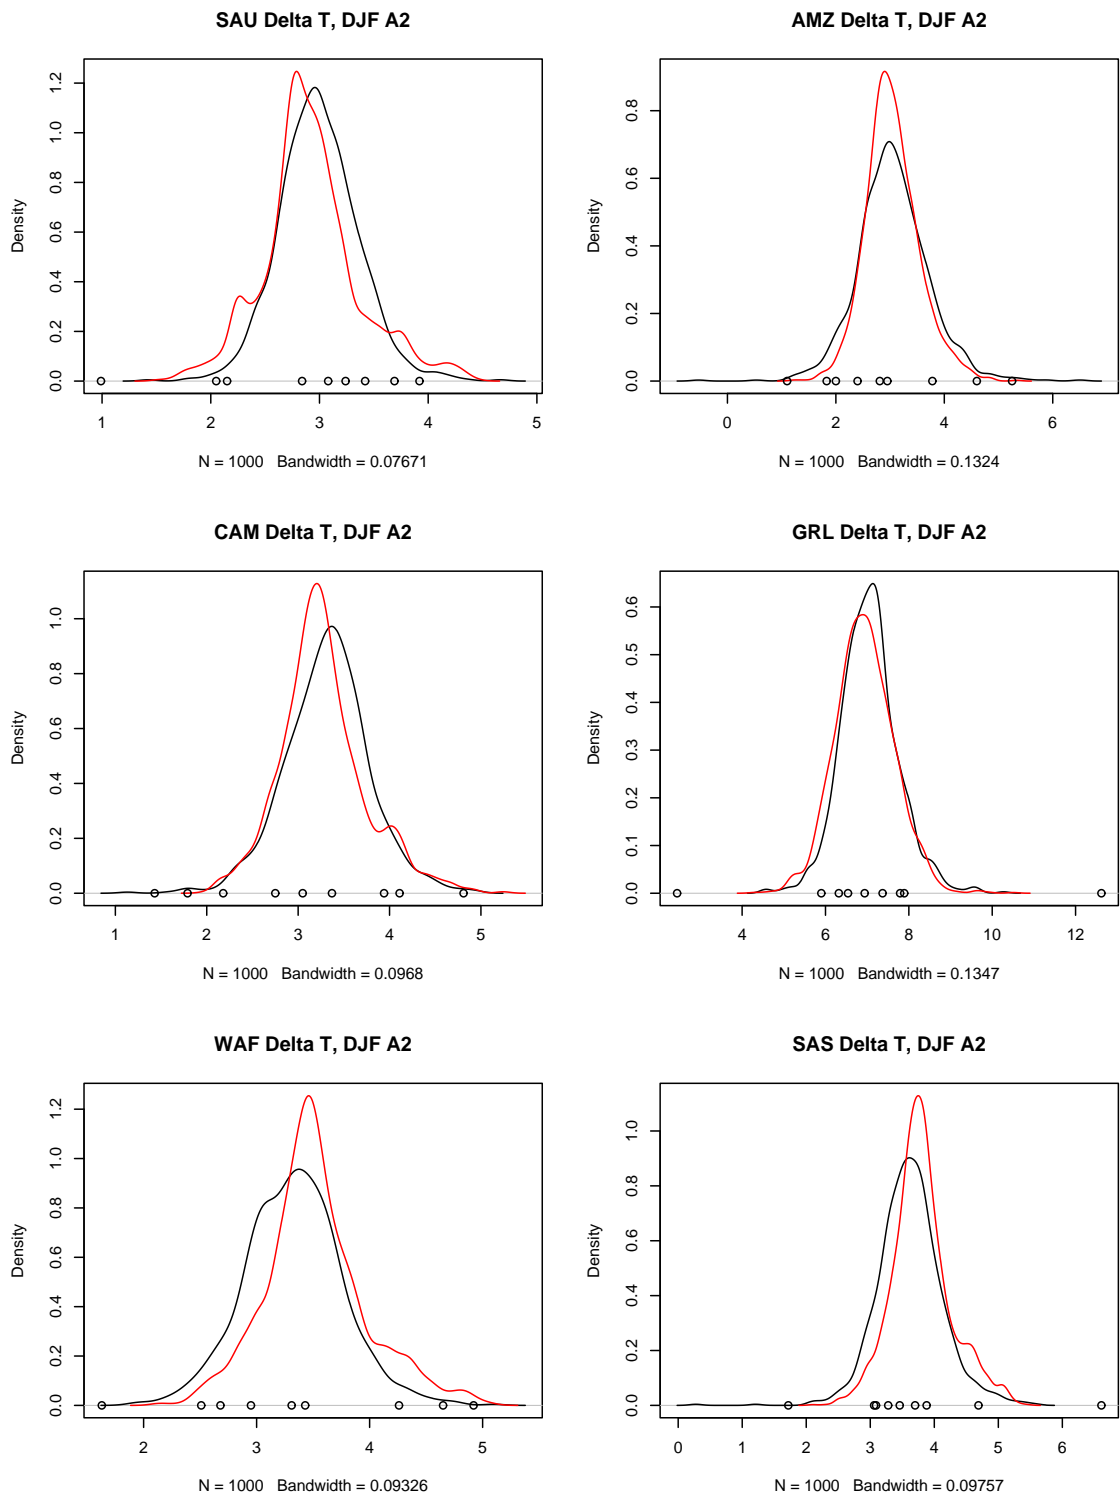 SAU Delta T, DJF A2
Density
0.0 0.2 0.4 0.6 0.8 1.0 1.2
1 2 3 4 5
N = 1000 Bandwidth = 0.07671
AMZ Delta T, DJF A2
Density
0.0 0.2 0.4 0.6 0.8
0 2 4 6
N = 1000 Bandwidth = 0.1324
CAM Delta T, DJF A2
Density
0.0 0.2 0.4 0.6 0.8 1.0
1 2 3 4 5
N = 1000 Bandwidth = 0.0968
GRL Delta T, DJF A2
Density
0.0 0.1 0.2 0.3 0.4 0.5 0.6
4 6 8 10 12
N = 1000 Bandwidth = 0.1347
WAF Delta T, DJF A2
Density
0.0 0.2 0.4 0.6 0.8 1.0 1.2
2 3 4 5
N = 1000 Bandwidth = 0.09326
SAS Delta T, DJF A2
Density
0.0 0.2 0.4 0.6 0.8 1.0
0 1 2 3 4 5 6
N = 1000 Bandwidth = 0.09757